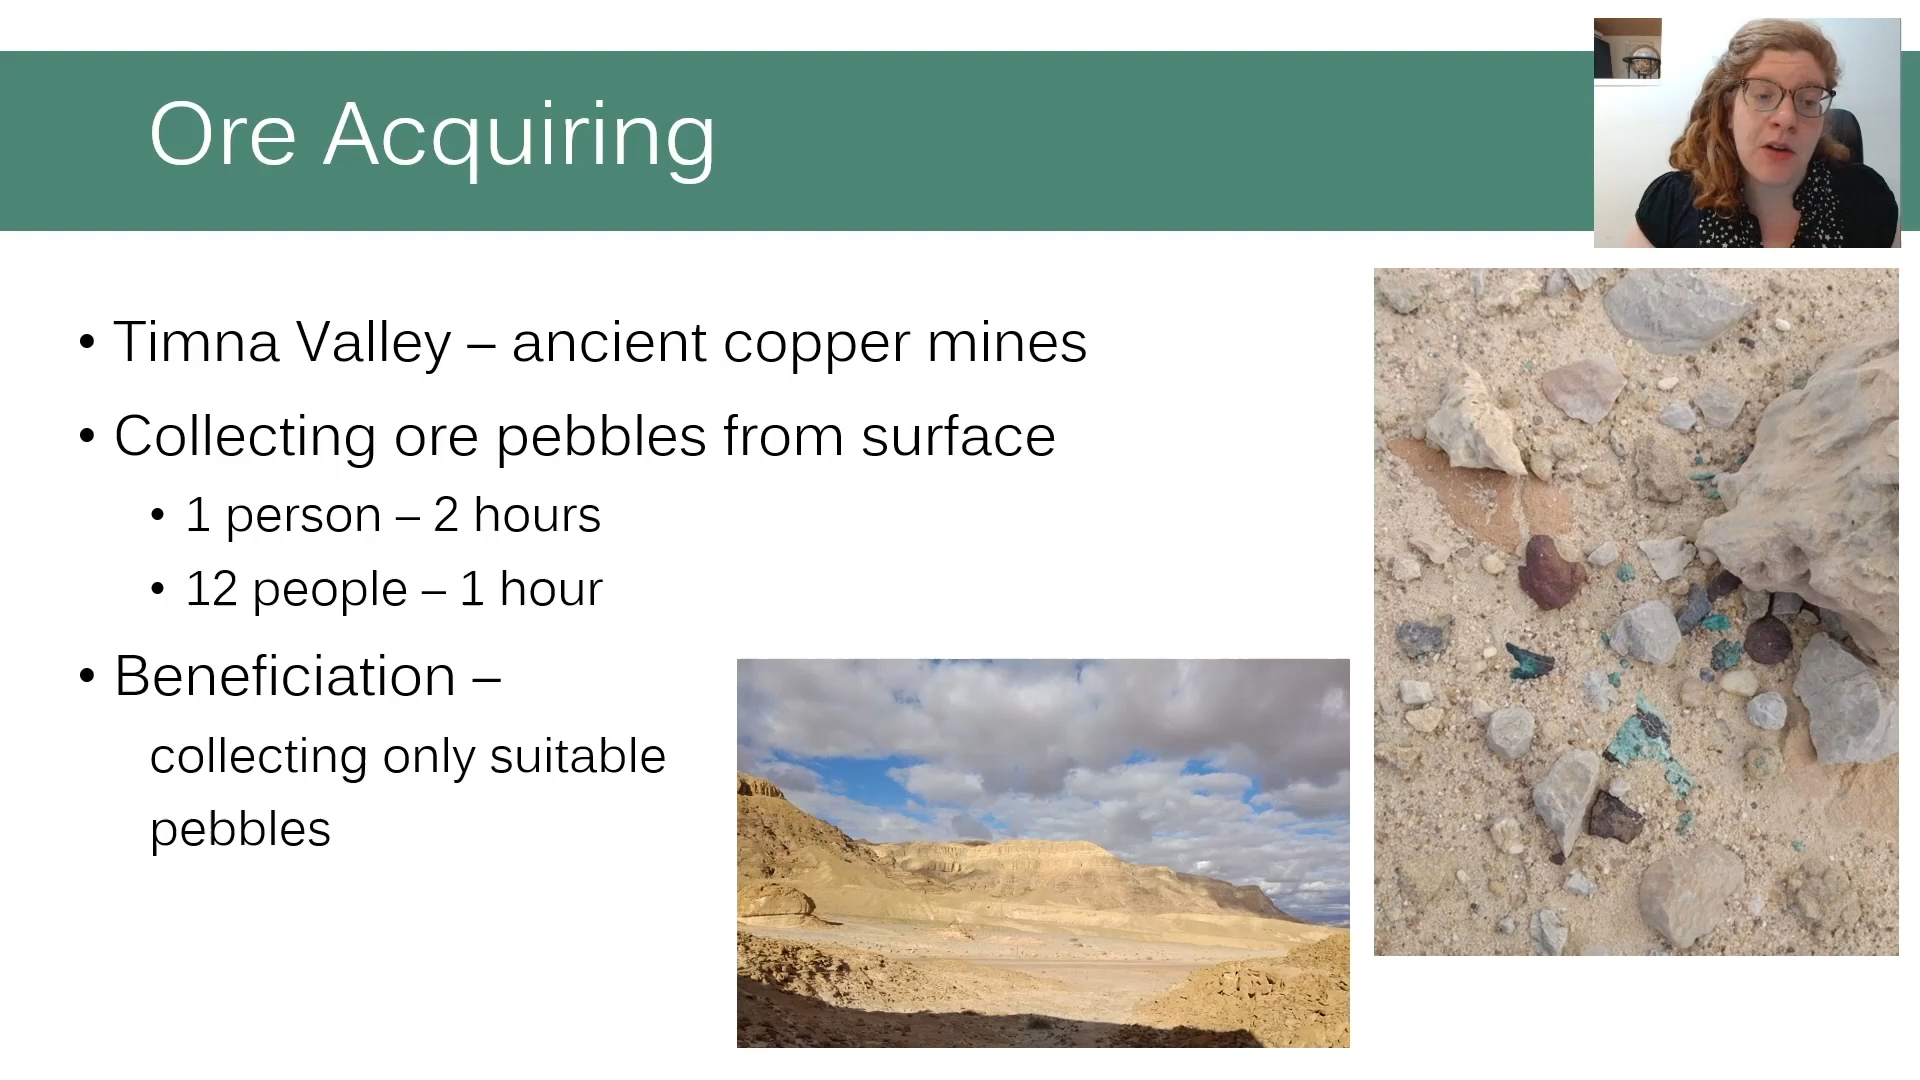 Ore Acquiring
• Timna Valley – ancient copper mines
• Collecting ore pebbles from surface
• 1 person – 2 hours
• 12 people – 1 hour
• Beneficiation –
collecting only suitable
pebbles